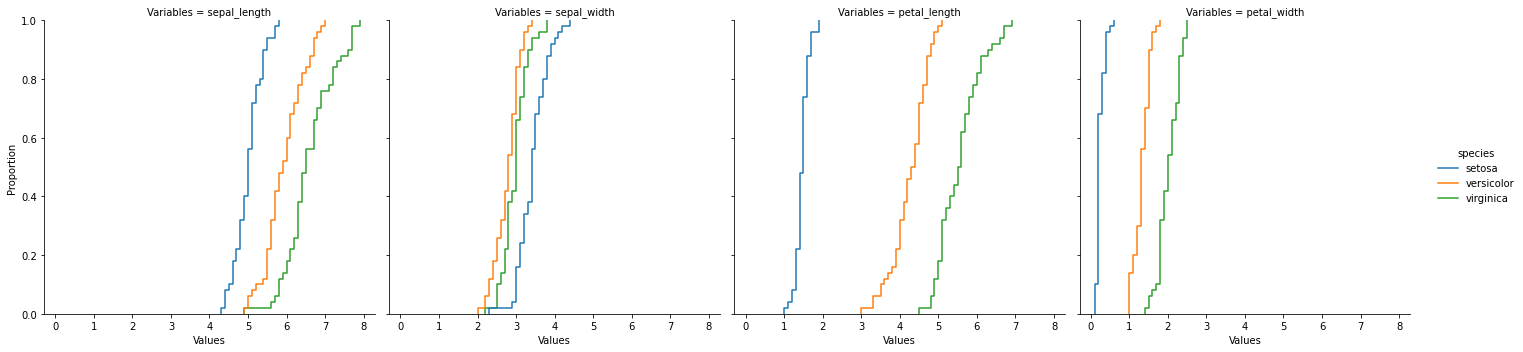 Variables = sepal_length
Variables = sepal_width
Variables = petal_length
Variables = petal_width
1.0
0.8
0.6
0.4
0.2
0.0
Proportion
0 1 2 3 4 5 6 7 8
0 1 2 3 4 5 6 7 8
0 1 2 3 4 5 6 7 8
0 1 2 3 4 5 6 7 8
Values
Values
Values
Values
species
setosa
versicolor
virginica